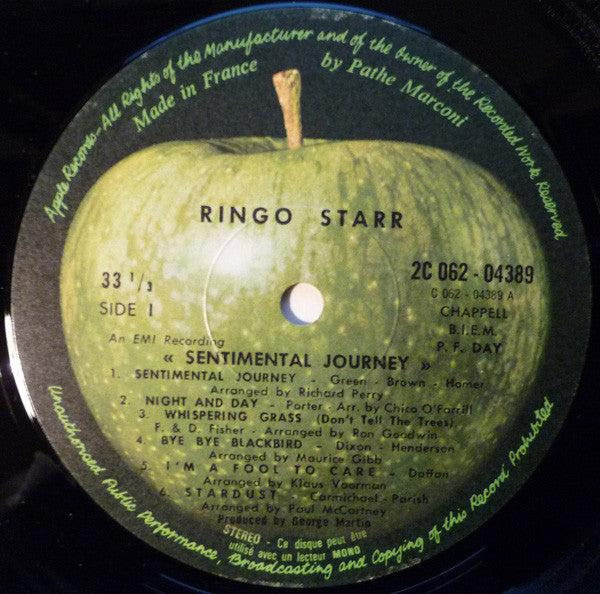 Apple Records—All Rights of the Manufacturer and of the Owner of the Recorded Work Reserved
Made in France by Pathe Marconi
RINGO STARR
33 1/3
SIDE 1
2C 062 - 04389
C 062 - 04389 A
CHAPPELL
B.I.E.M.
P. F. DAY
An EMI Recording
« SENTIMENTAL JOURNEY »
1. SENTIMENTAL JOURNEY - Green - Brown - Homer
Arranged by Richard Perry
2. NIGHT AND DAY - Porter - Arr. by Chico O'Farrill
3. WHISPERING GRASS (Don't Tell The Trees)
F. & D. Fisher - Arranged by Ron Goodwin
4. BYE BYE BLACKBIRD - Dixon - Henderson
Arranged by Maurice Gibb
5. I'M A FOOL TO CARE - Daffan
Arranged by Klaus Voorman
6. STARDUST - Carmichael - Parish
Arranged by Paul McCartney
Produced by George Martin
STEREO - Ce disque peut être
utilisé avec un lecteur MONO
Unauthorised Public Performance, Broadcasting and Copying of this Record Prohibited